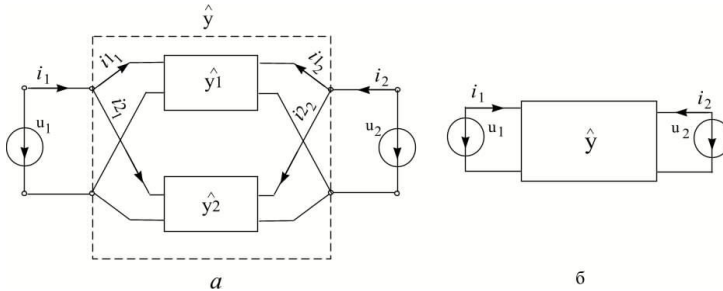 ŷ
i₁ i1₁ ŷ1 i1₂ i₂
u₁ i2₁ i2₂ u₂
ŷ2
а
i₁ i₂
u₁ ŷ u₂
б